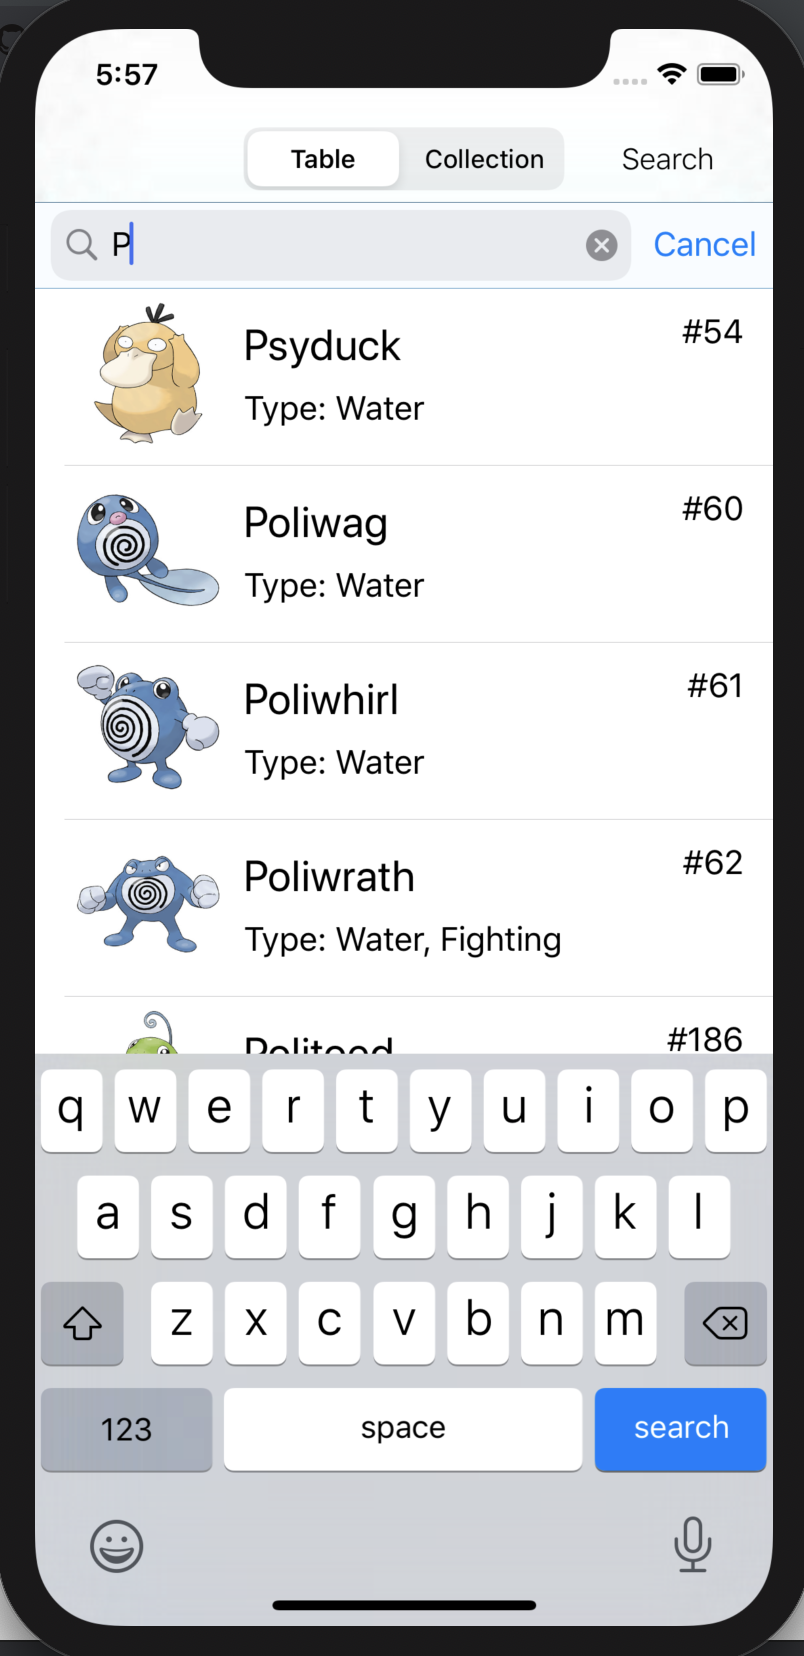 5:57
Table Collection Search
P Cancel
Psyduck #54
Type: Water
Poliwag #60
Type: Water
Poliwhirl #61
Type: Water
Poliwrath #62
Type: Water, Fighting
Politoed #186
q w e r t y u i o p
a s d f g h j k l
z x c v b n m
123 space search